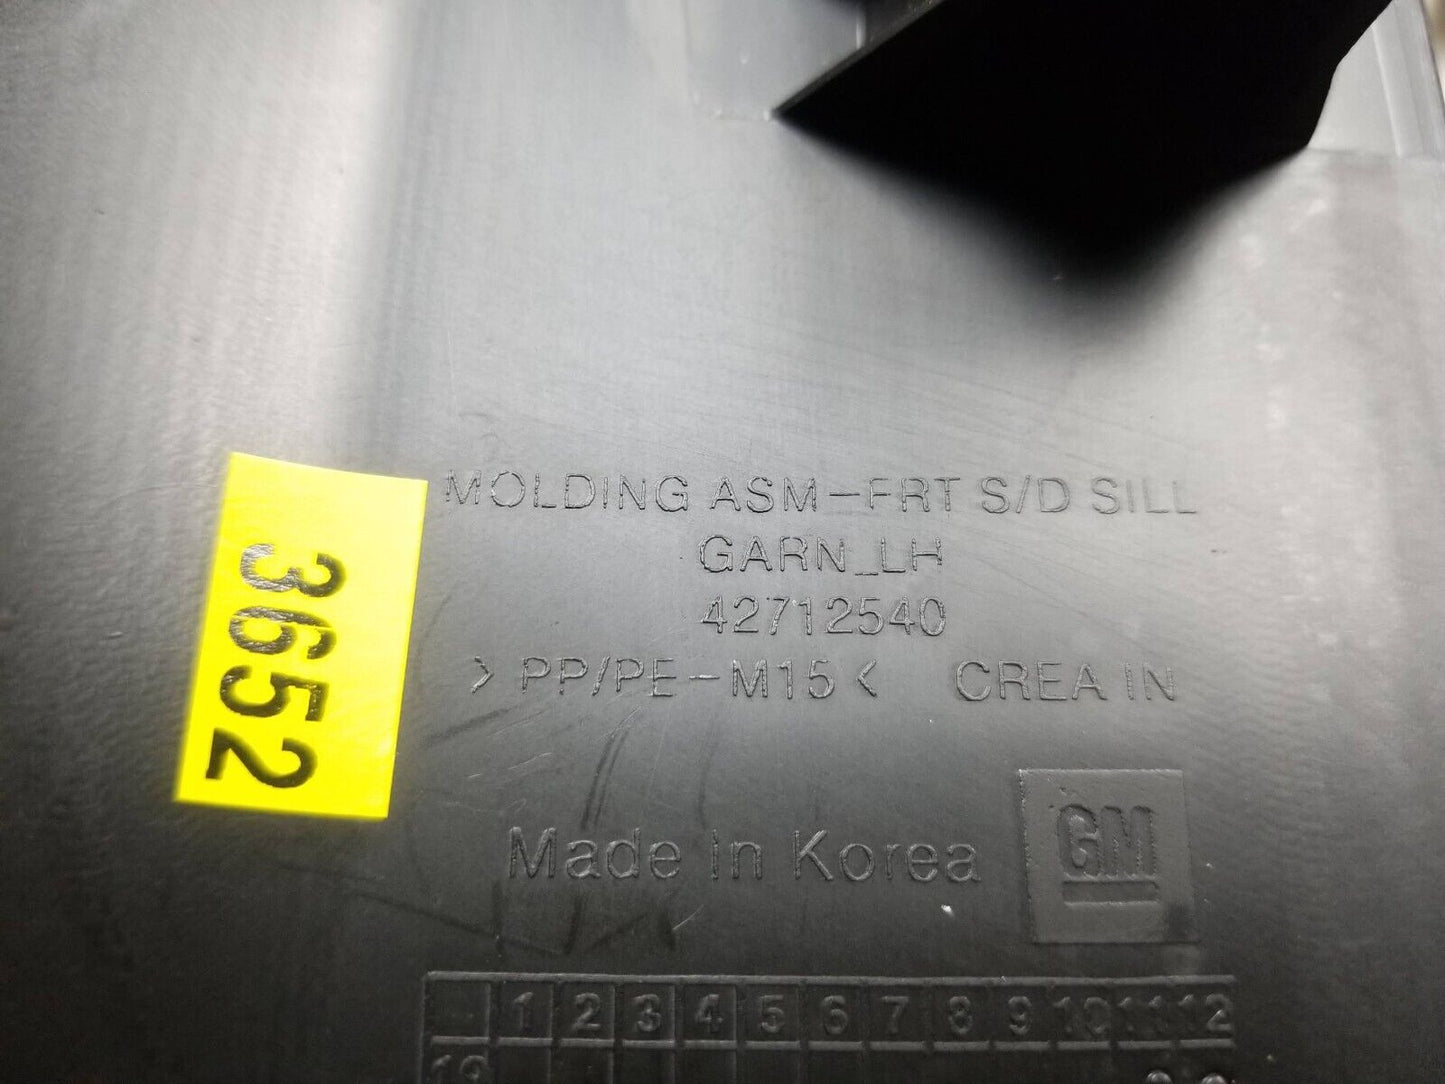 3652
MOLDING ASM-FRT S/D SILL
GARN_LH
42712540
>PP/PE-M15< CREA IN
Made In Korea
GM
1 2 3 4 5 6 7 8 9 10 11 12
19